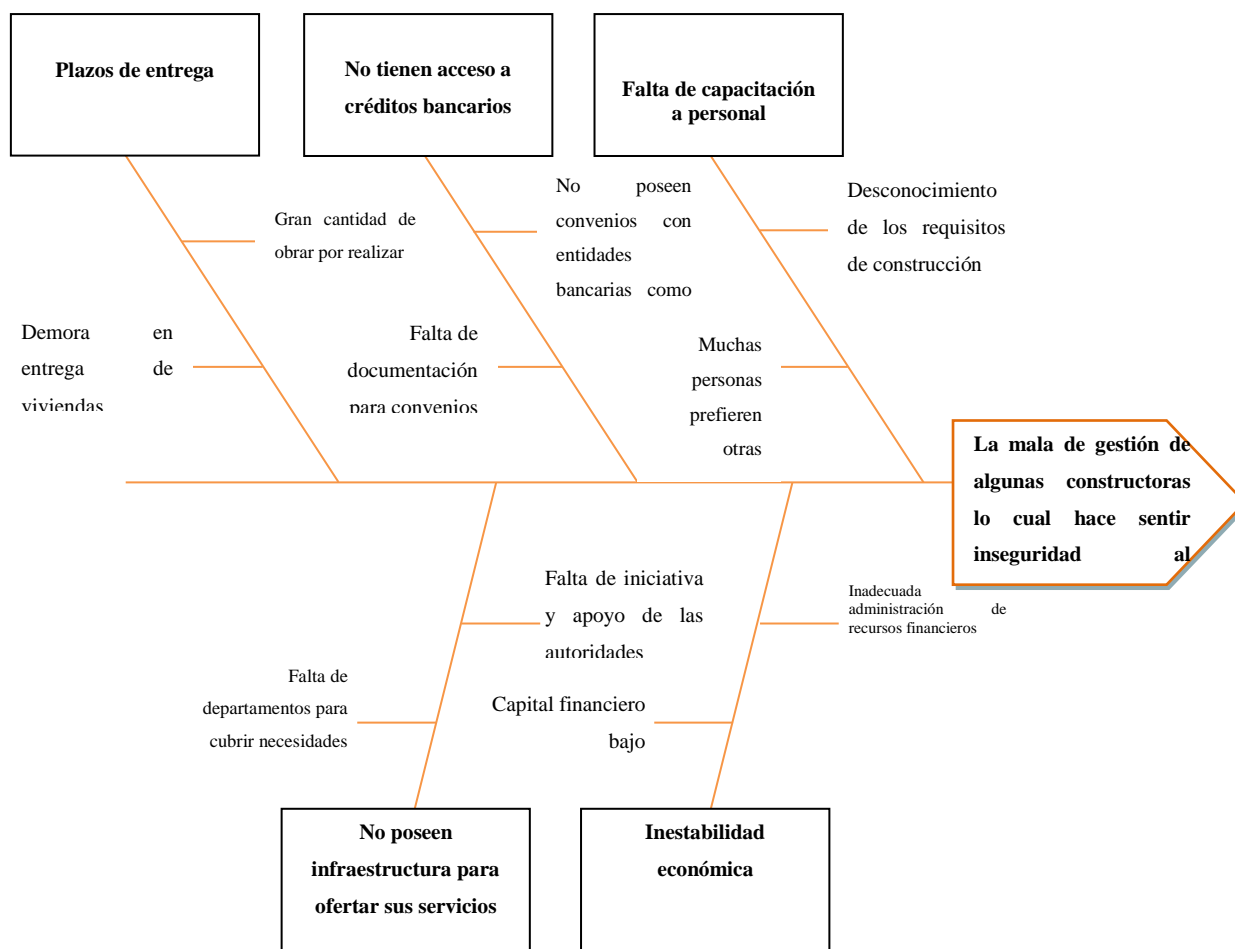 Plazos de entrega
No tienen acceso a
créditos bancarios
Falta de capacitación
a personal
Gran cantidad de
obrar por realizar
Demora en
entrega de
viviendas
No poseen
convenios con
entidades
bancarias como
Falta de
documentación
para convenios
Desconocimiento
de los requisitos
de construcción
Muchas
personas
prefieren
otras
La mala de gestión de
algunas constructoras
lo cual hace sentir
inseguridad al
Falta de iniciativa
y apoyo de las
autoridades
Falta de
departamentos para
cubrir necesidades
Inadecuada
administración de
recursos financieros
Capital financiero
bajo
No poseen
infraestructura para
ofertar sus servicios
Inestabilidad
económica